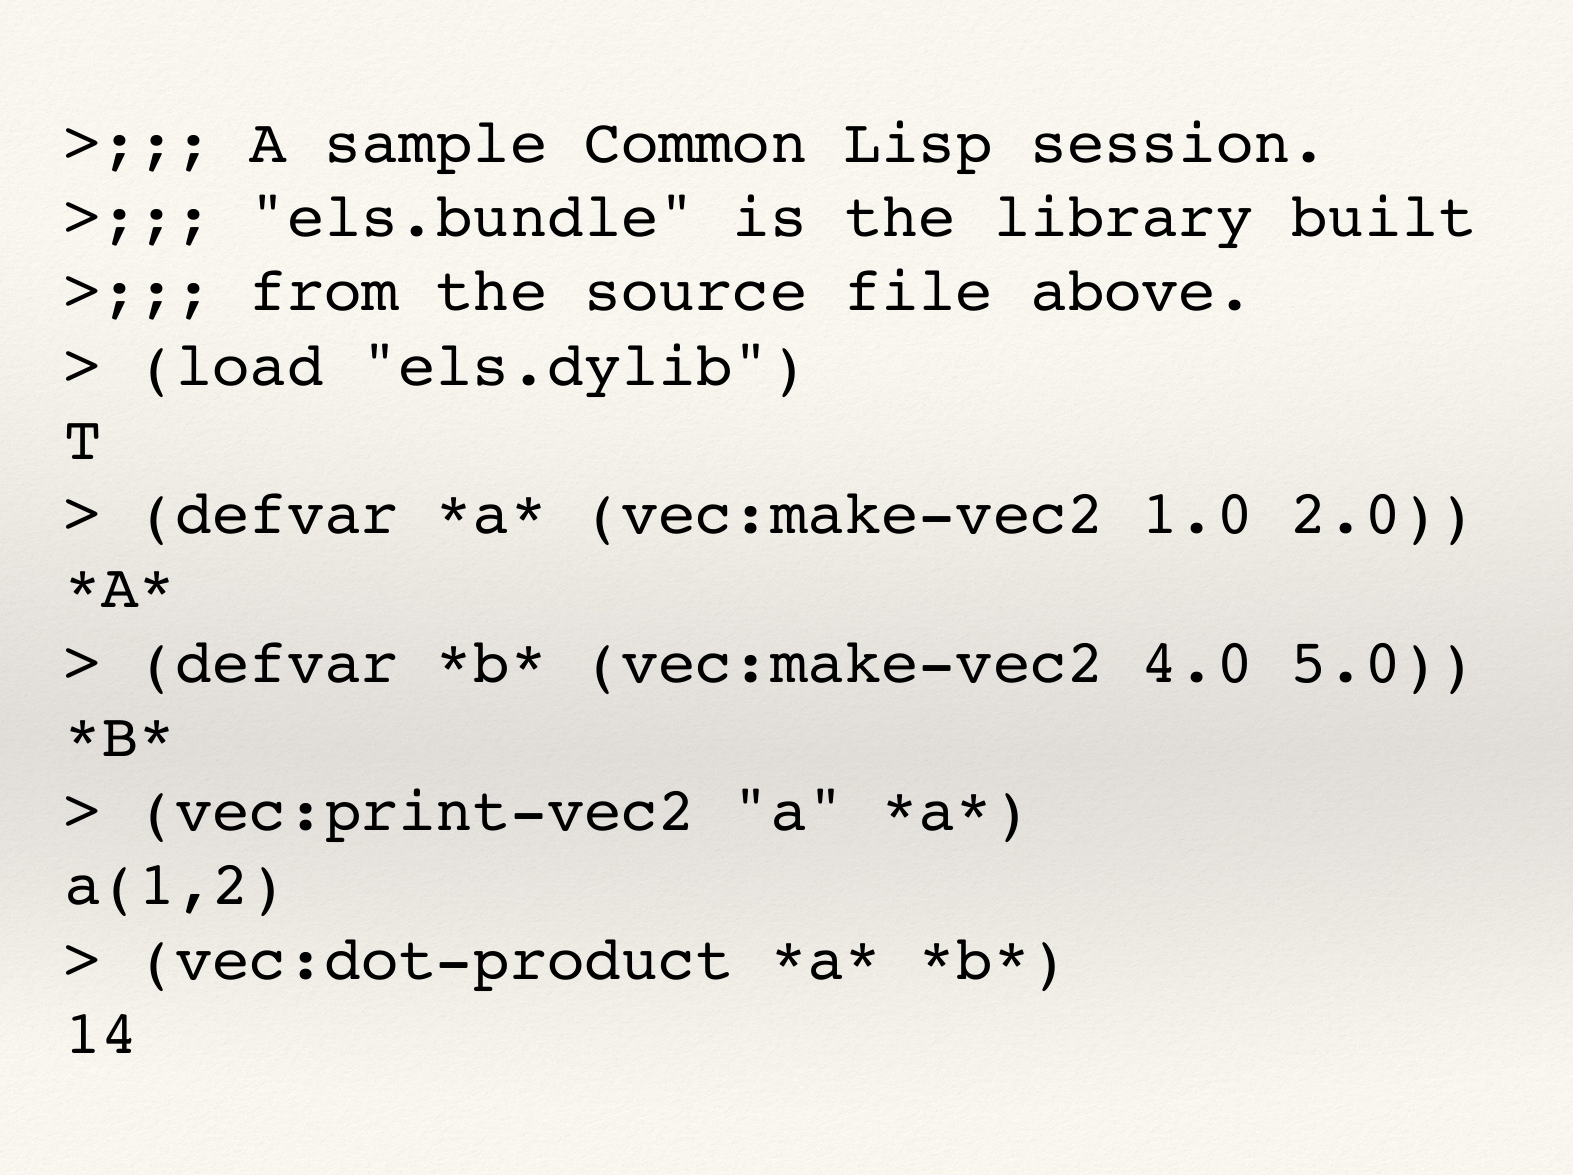 >;;; A sample Common Lisp session.
>;;; "els.bundle" is the library built
>;;; from the source file above.
> (load "els.dylib")
T
> (defvar *a* (vec:make-vec2 1.0 2.0))
*A*
> (defvar *b* (vec:make-vec2 4.0 5.0))
*B*
> (vec:print-vec2 "a" *a*)
a(1,2)
> (vec:dot-product *a* *b*)
14